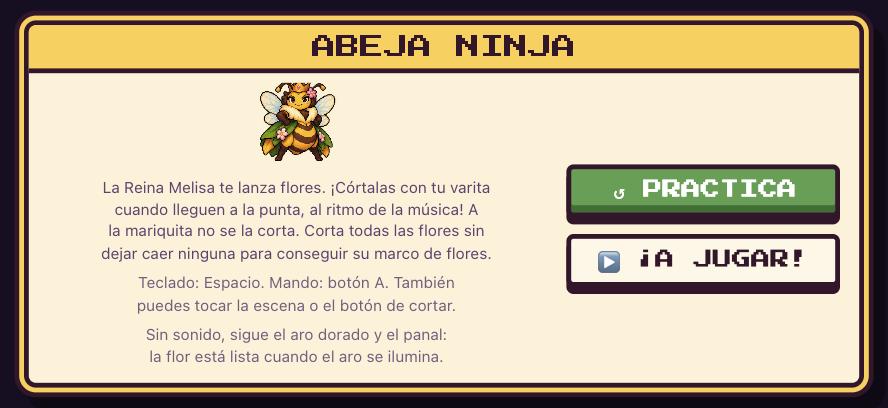 ABEJA NINJA
La Reina Melisa te lanza flores. ¡Córtalas con tu varita
cuando lleguen a la punta, al ritmo de la música! A
la mariquita no se la corta. Corta todas las flores sin
dejar caer ninguna para conseguir su marco de flores.
Teclado: Espacio. Mando: botón A. También
puedes tocar la escena o el botón de cortar.
Sin sonido, sigue el aro dorado y el panal:
la flor está lista cuando el aro se ilumina.
PRACTICA
¡A JUGAR!